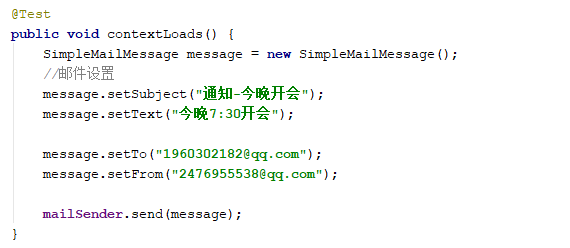 @Test
public void contextLoads() {
    SimpleMailMessage message = new SimpleMailMessage();
    //邮件设置
    message.setSubject("通知-今晚开会");
    message.setText("今晚7:30开会");
    message.setTo("1960302182@qq.com");
    message.setFrom("2476955538@qq.com");
    mailSender.send(message);
}